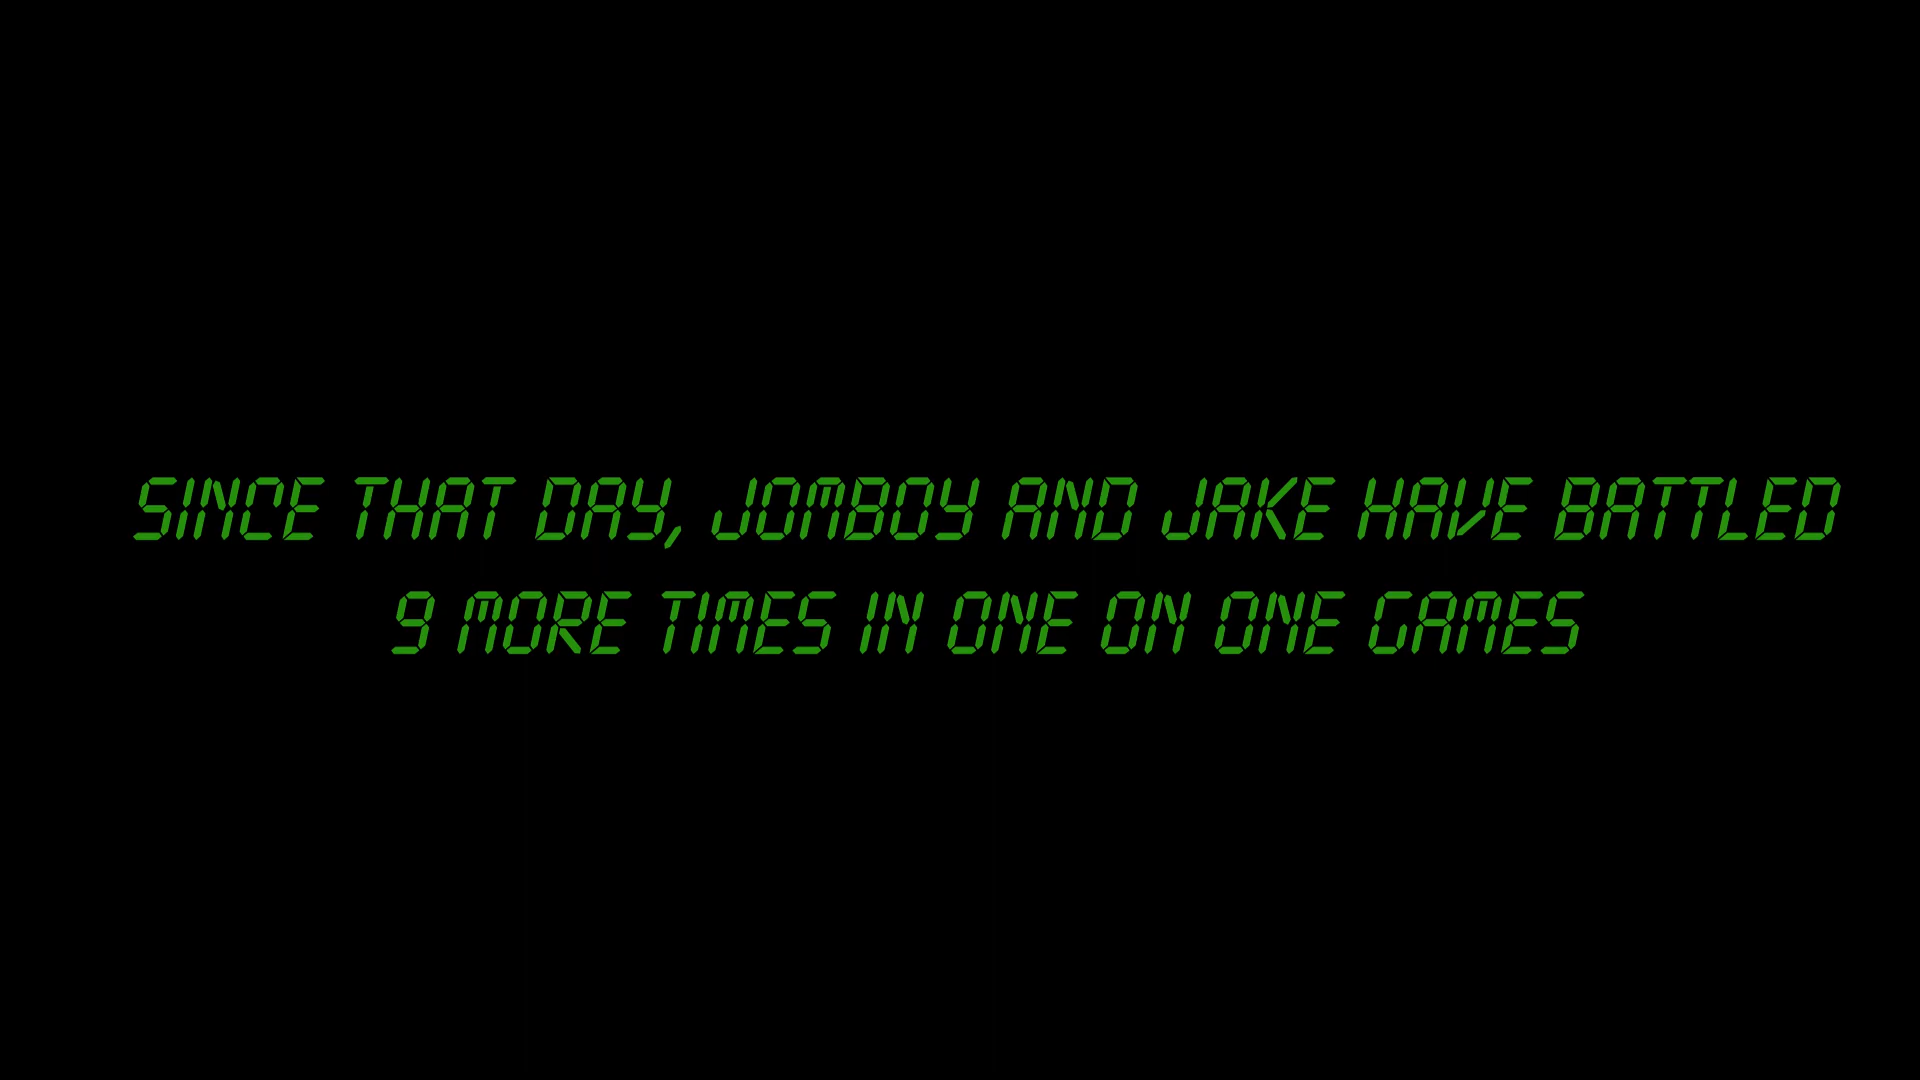 SINCE THAT DAY, JOMBOY AND JAKE HAVE BATTLED
9 MORE TIMES IN ONE ON ONE GAMES